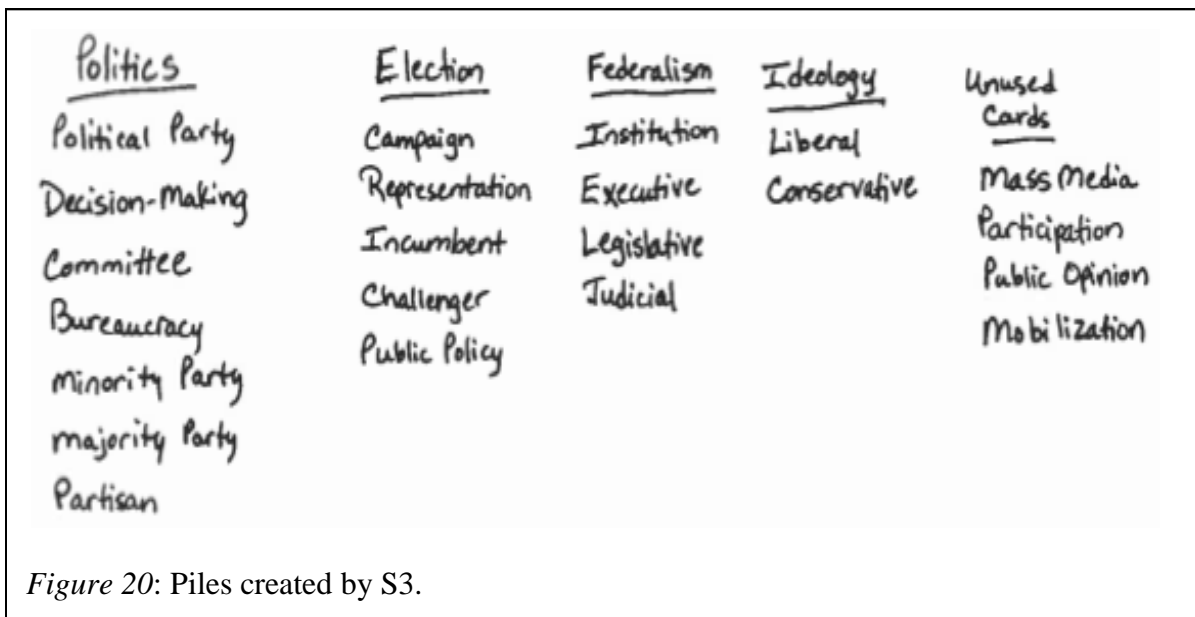 Politics
Political Party
Decision-Making
Committee
Bureaucracy
minority Party
majority Party
Partisan
Election
Campaign
Representation
Incumbent
Challenger
Public Policy
Federalism
Institution
Executive
Legislative
Judicial
Ideology
Liberal
Conservative
Unused
Cards
Mass Media
Participation
Public Opinion
Mobilization
Figure 20: Piles created by S3.